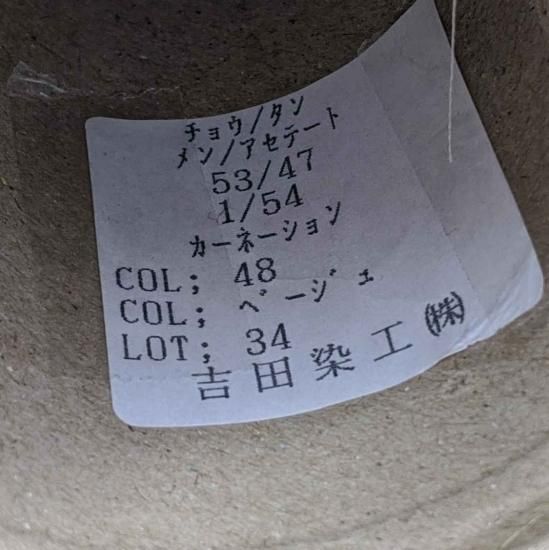 チョウ/タン
メン/アセテート
53/47
1/54
カーネーション
COL; 48
COL; ベージュ
LOT; 34
吉田染工㈱